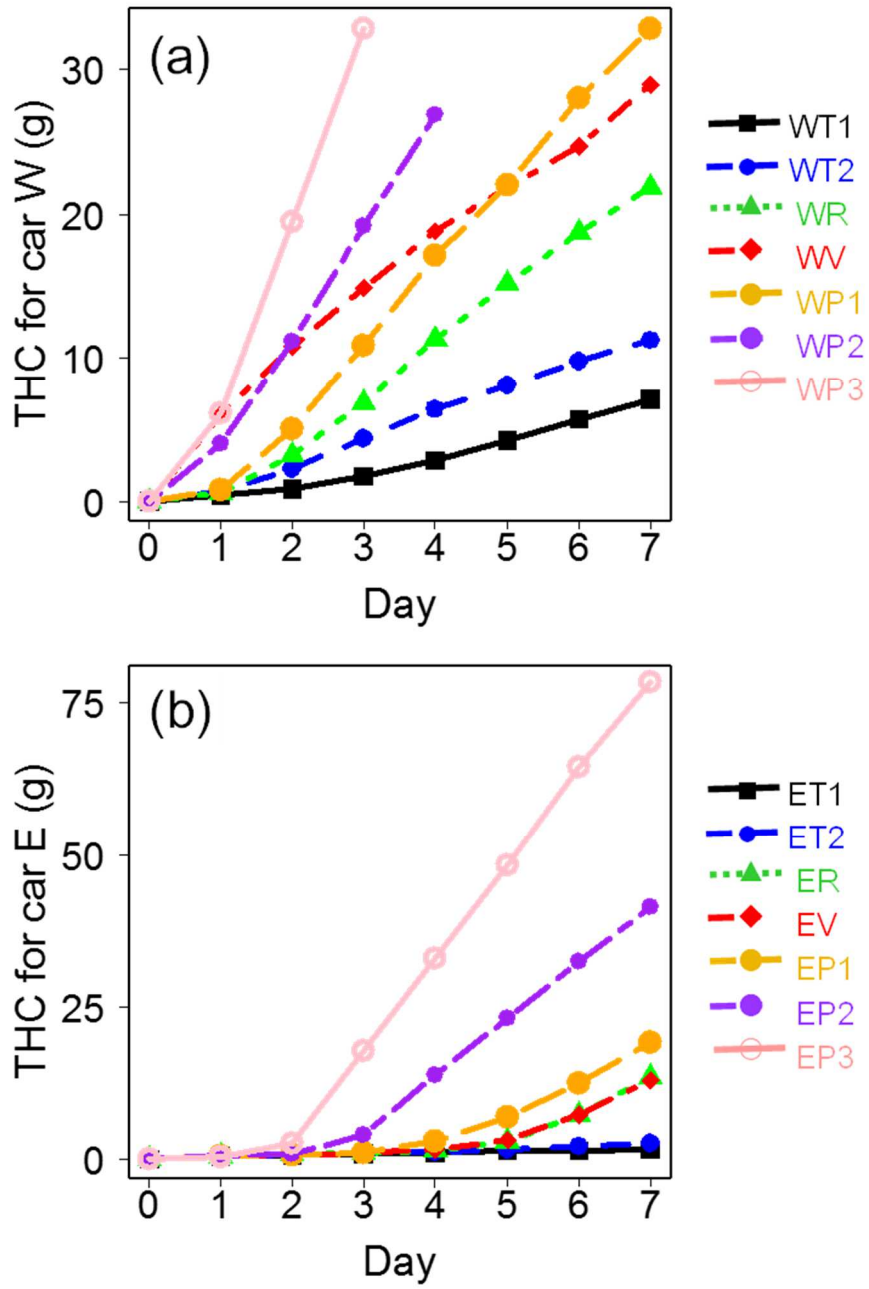 (a)
THC for car W (g)
30
20
10
0
0 1 2 3 4 5 6 7
Day
WT1
WT2
WR
WV
WP1
WP2
WP3
(b)
THC for car E (g)
75
50
25
0
0 1 2 3 4 5 6 7
Day
ET1
ET2
ER
EV
EP1
EP2
EP3